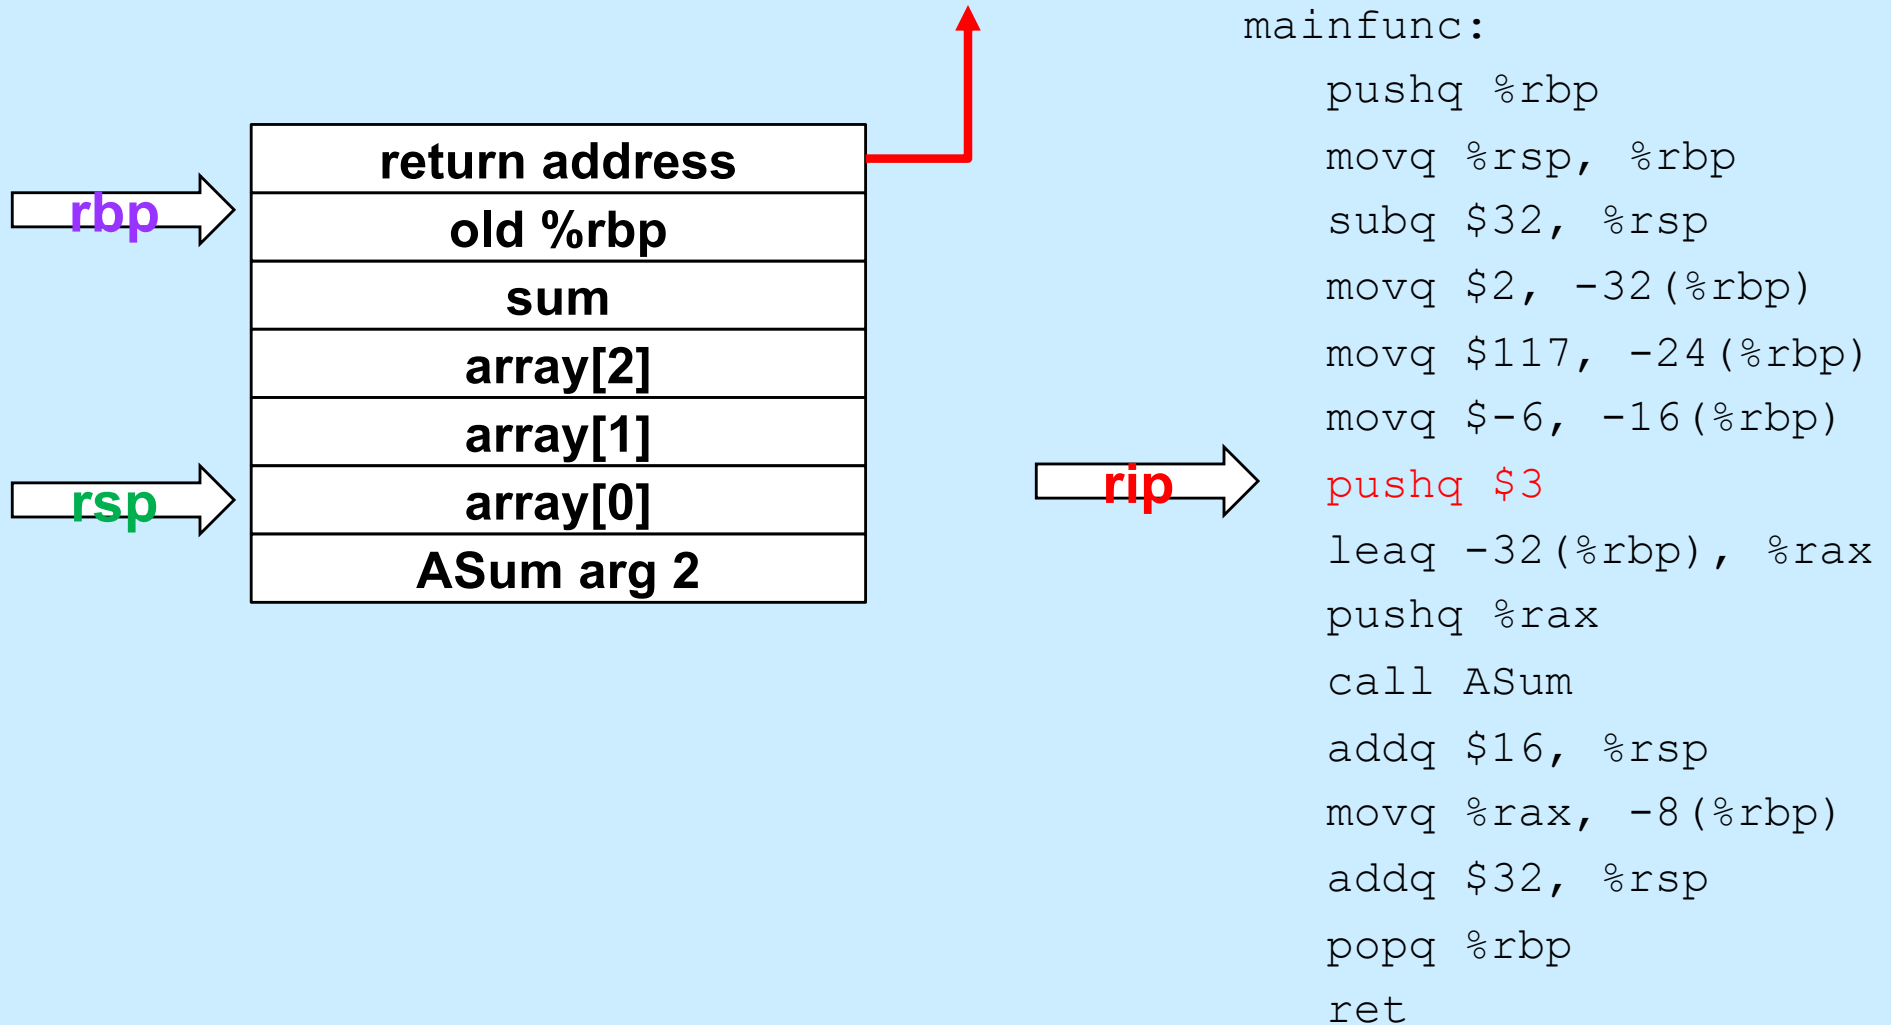 return address
rbp
old %rbp
sum
array[2]
array[1]
rsp
array[0]
ASum arg 2
rip
mainfunc:
pushq %rbp
movq %rsp, %rbp
subq $32, %rsp
movq $2, -32(%rbp)
movq $117, -24(%rbp)
movq $-6, -16(%rbp)
pushq $3
leaq -32(%rbp), %rax
pushq %rax
call ASum
addq $16, %rsp
movq %rax, -8(%rbp)
addq $32, %rsp
popq %rbp
ret